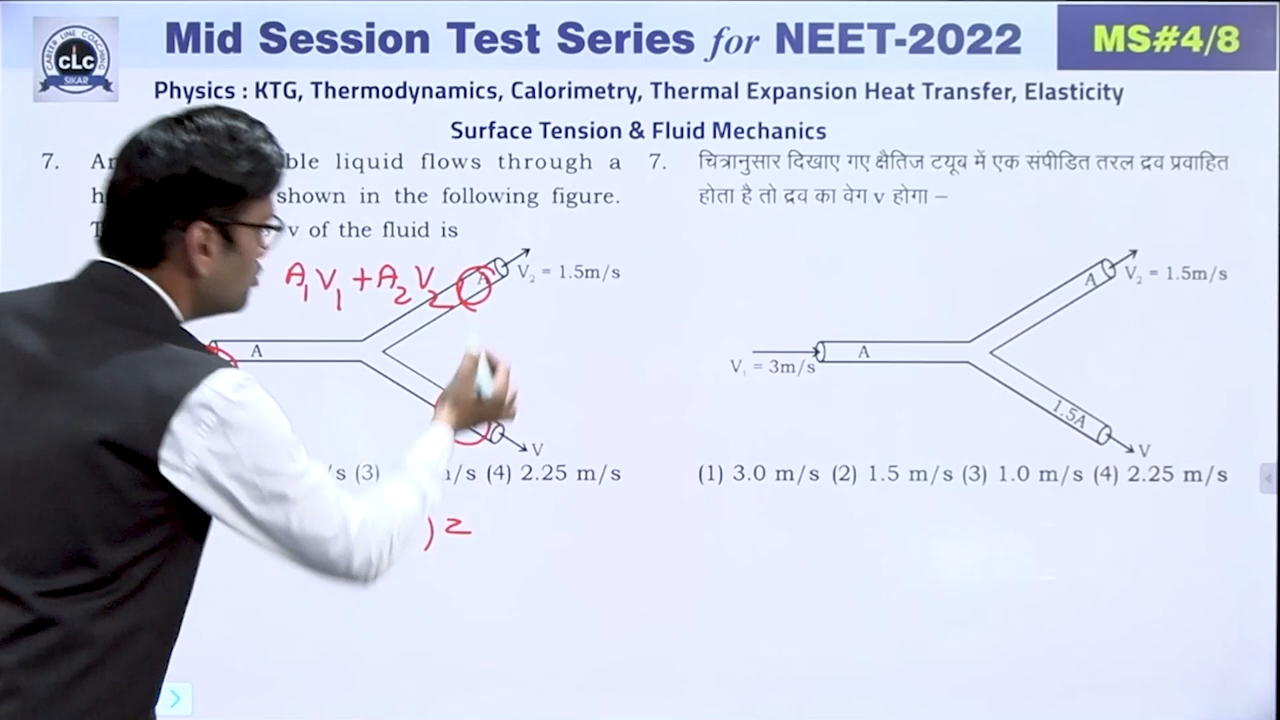 Mid Session Test Series for NEET-2022
MS#4/8
CAREER LINE COACHING
CLC
SIKAR
Physics : KTG, Thermodynamics, Calorimetry, Thermal Expansion Heat Transfer, Elasticity
Surface Tension & Fluid Mechanics
7. ble liquid flows through a
shown in the following figure.
v of the fluid is
A₁V₁ + A₂V₂
A
V₂ = 1.5m/s
A
V
/s (3) /s (4) 2.25 m/s
) =
7. चित्रानुसार दिखाए गए क्षैतिज टयूब में एक संपीडित तरल द्रव प्रवाहित
होता है तो द्रव का वेग v होगा –
A
V₂ = 1.5m/s
V₁ = 3m/s
A
1.5A
V
(1) 3.0 m/s (2) 1.5 m/s (3) 1.0 m/s (4) 2.25 m/s